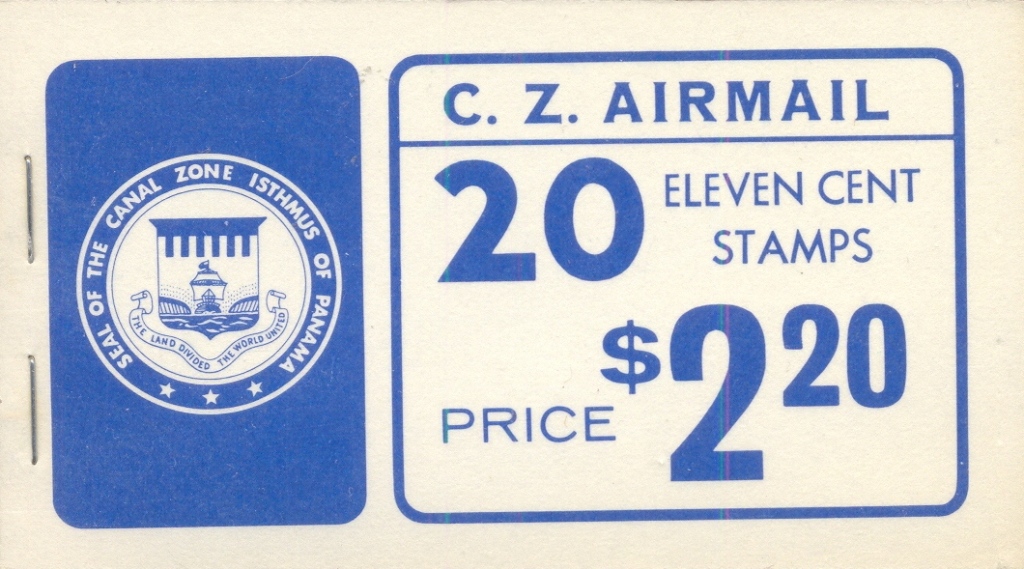 SEAL OF THE CANAL ZONE ISTHMUS OF PANAMA
THE LAND DIVIDED THE WORLD UNITED
C. Z. AIRMAIL
20 ELEVEN CENT
STAMPS
PRICE $2 20